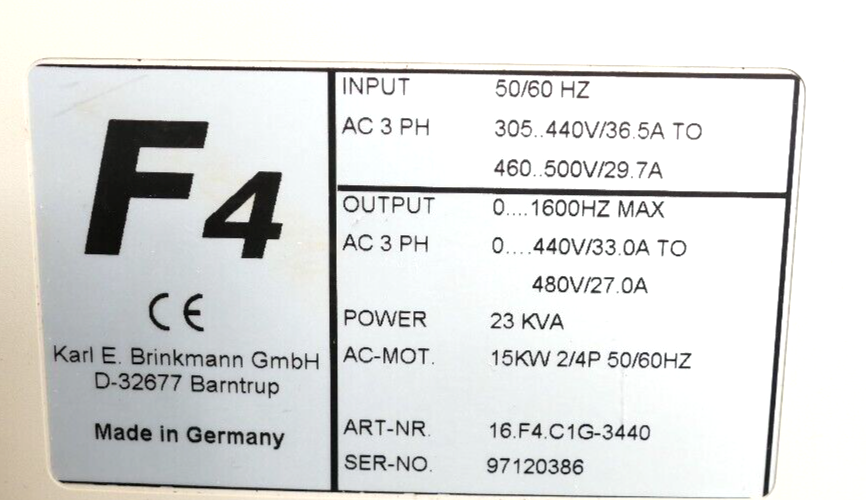 F4
CE
Karl E. Brinkmann GmbH
D-32677 Barntrup
Made in Germany
INPUT 50/60 HZ
AC 3 PH 305..440V/36.5A TO
460..500V/29.7A
OUTPUT 0....1600HZ MAX
AC 3 PH 0....440V/33.0A TO
480V/27.0A
POWER 23 KVA
AC-MOT. 15KW 2/4P 50/60HZ
ART-NR. 16.F4.C1G-3440
SER-NO. 97120386